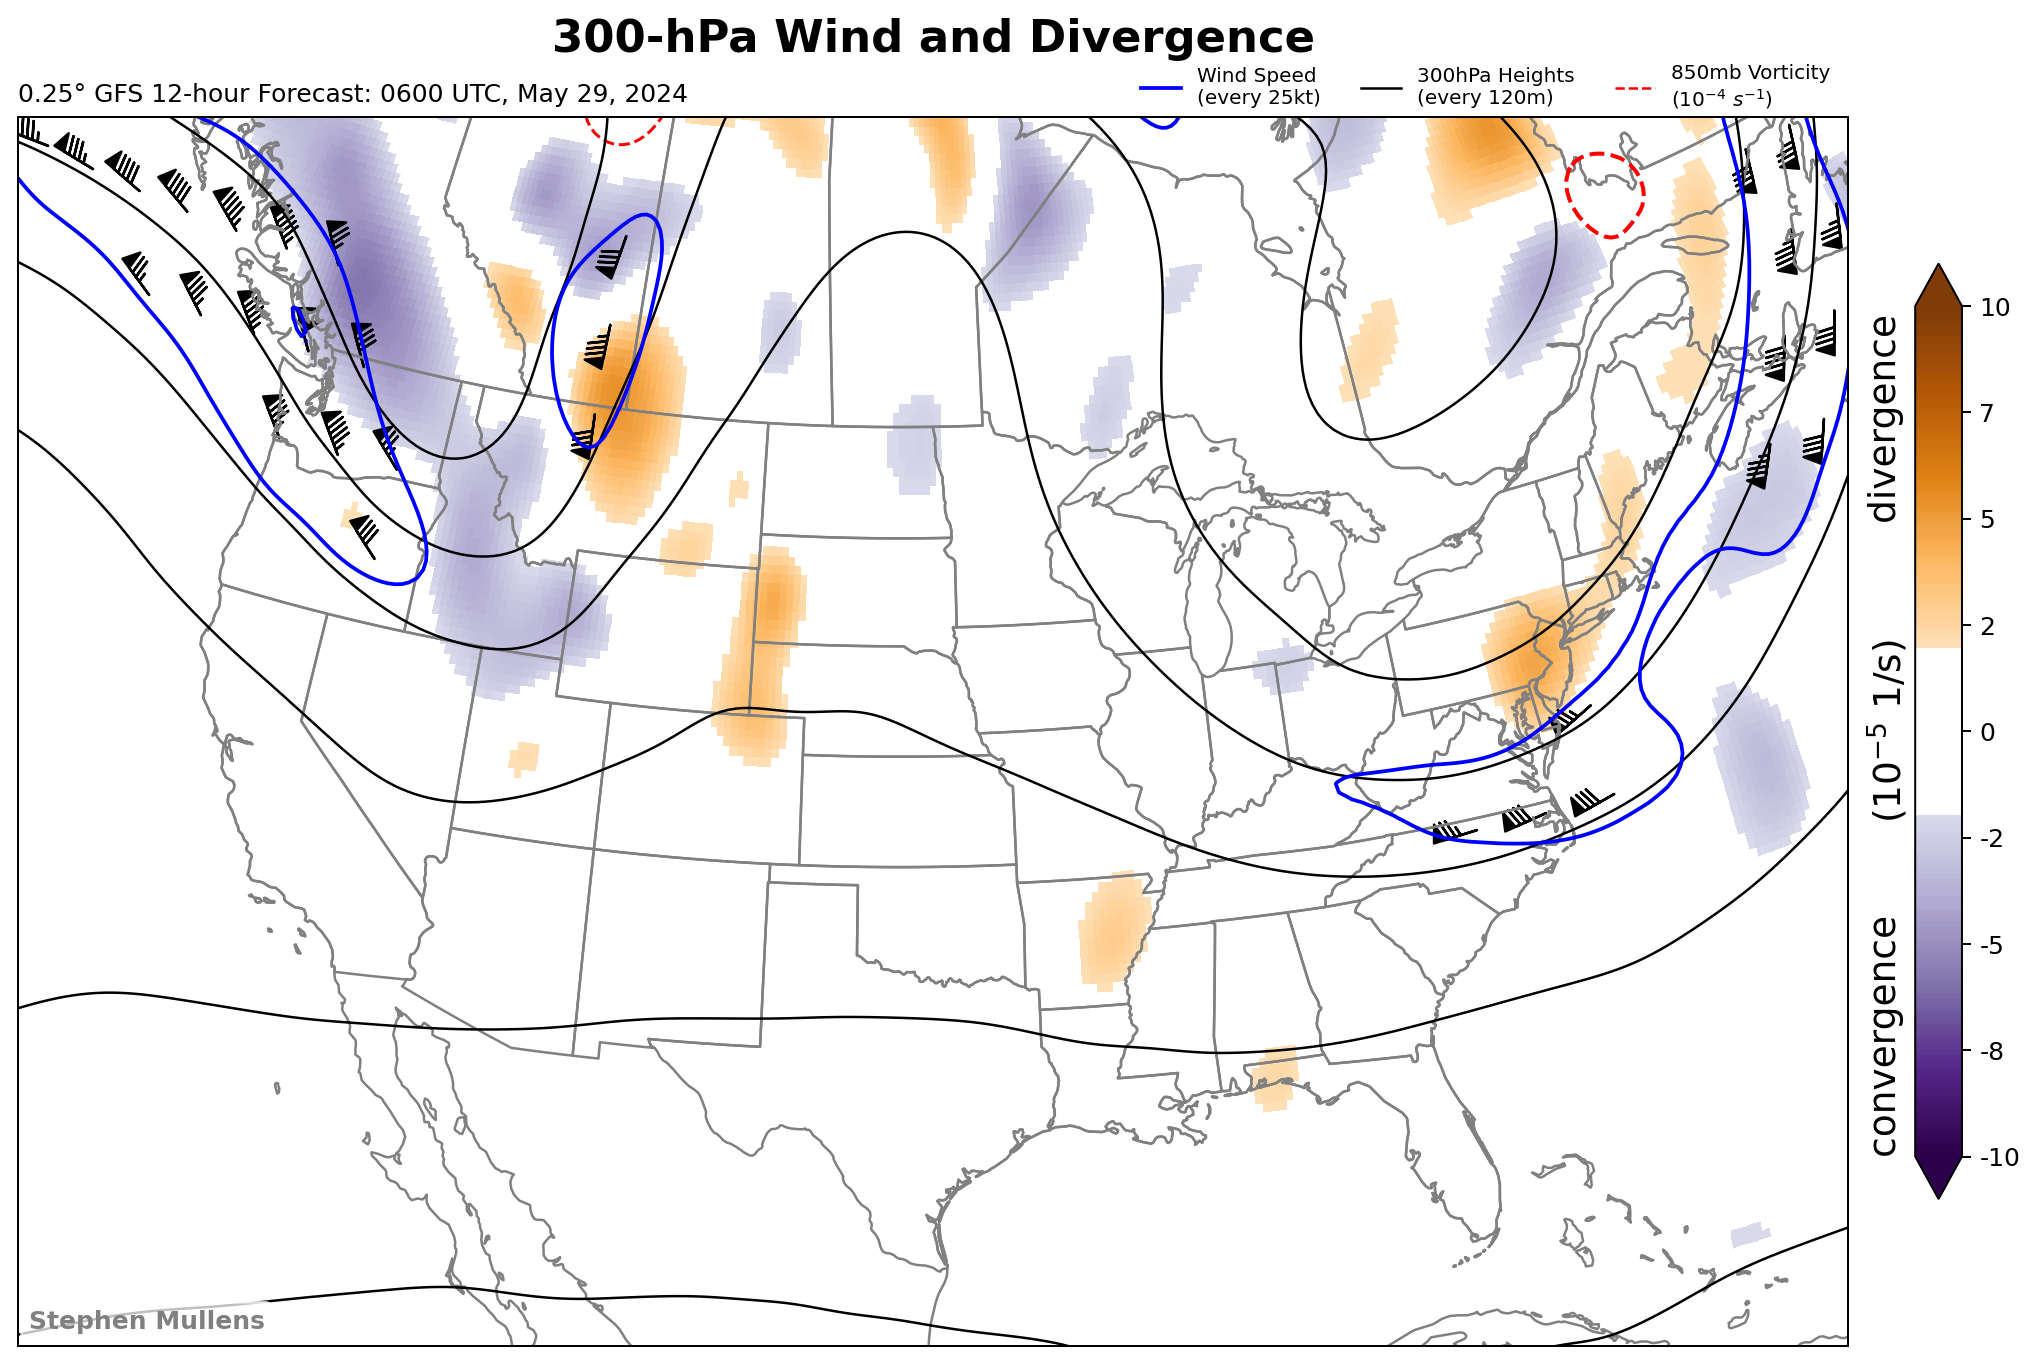 300-hPa Wind and Divergence
0.25° GFS 12-hour Forecast: 0600 UTC, May 29, 2024
Wind Speed
(every 25kt)
300hPa Heights
(every 120m)
850mb Vorticity
(10⁻⁴ s⁻¹)
10
7
5
2
0
-2
-5
-8
-10
convergence (10⁻⁵ 1/s) divergence
Stephen Mullens